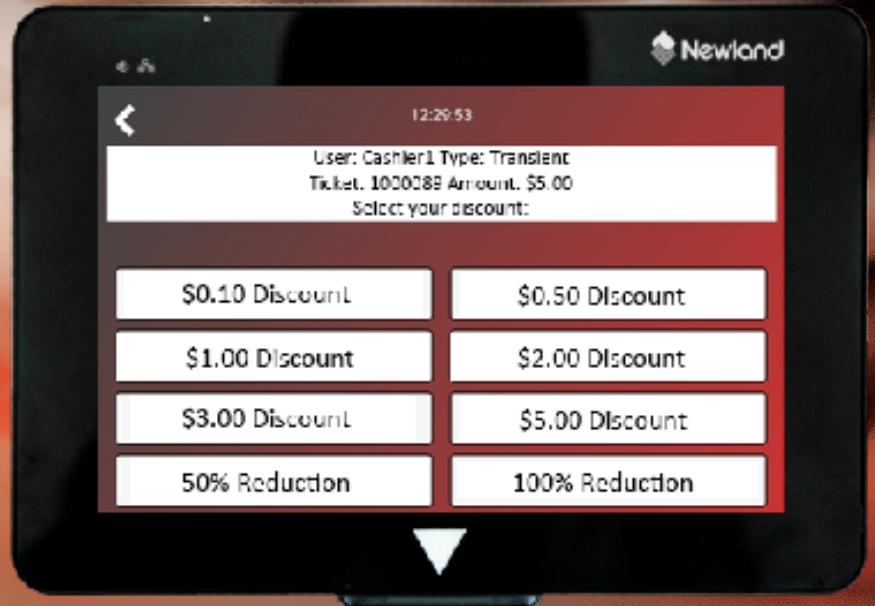 Newland
12:29:53
User: Cashier1 Type: Transient
Ticket: 1000089 Amount: $5.00
Select your discount:
$0.10 Discount
$0.50 Discount
$1.00 Discount
$2.00 Discount
$3.00 Discount
$5.00 Discount
50% Reduction
100% Reduction